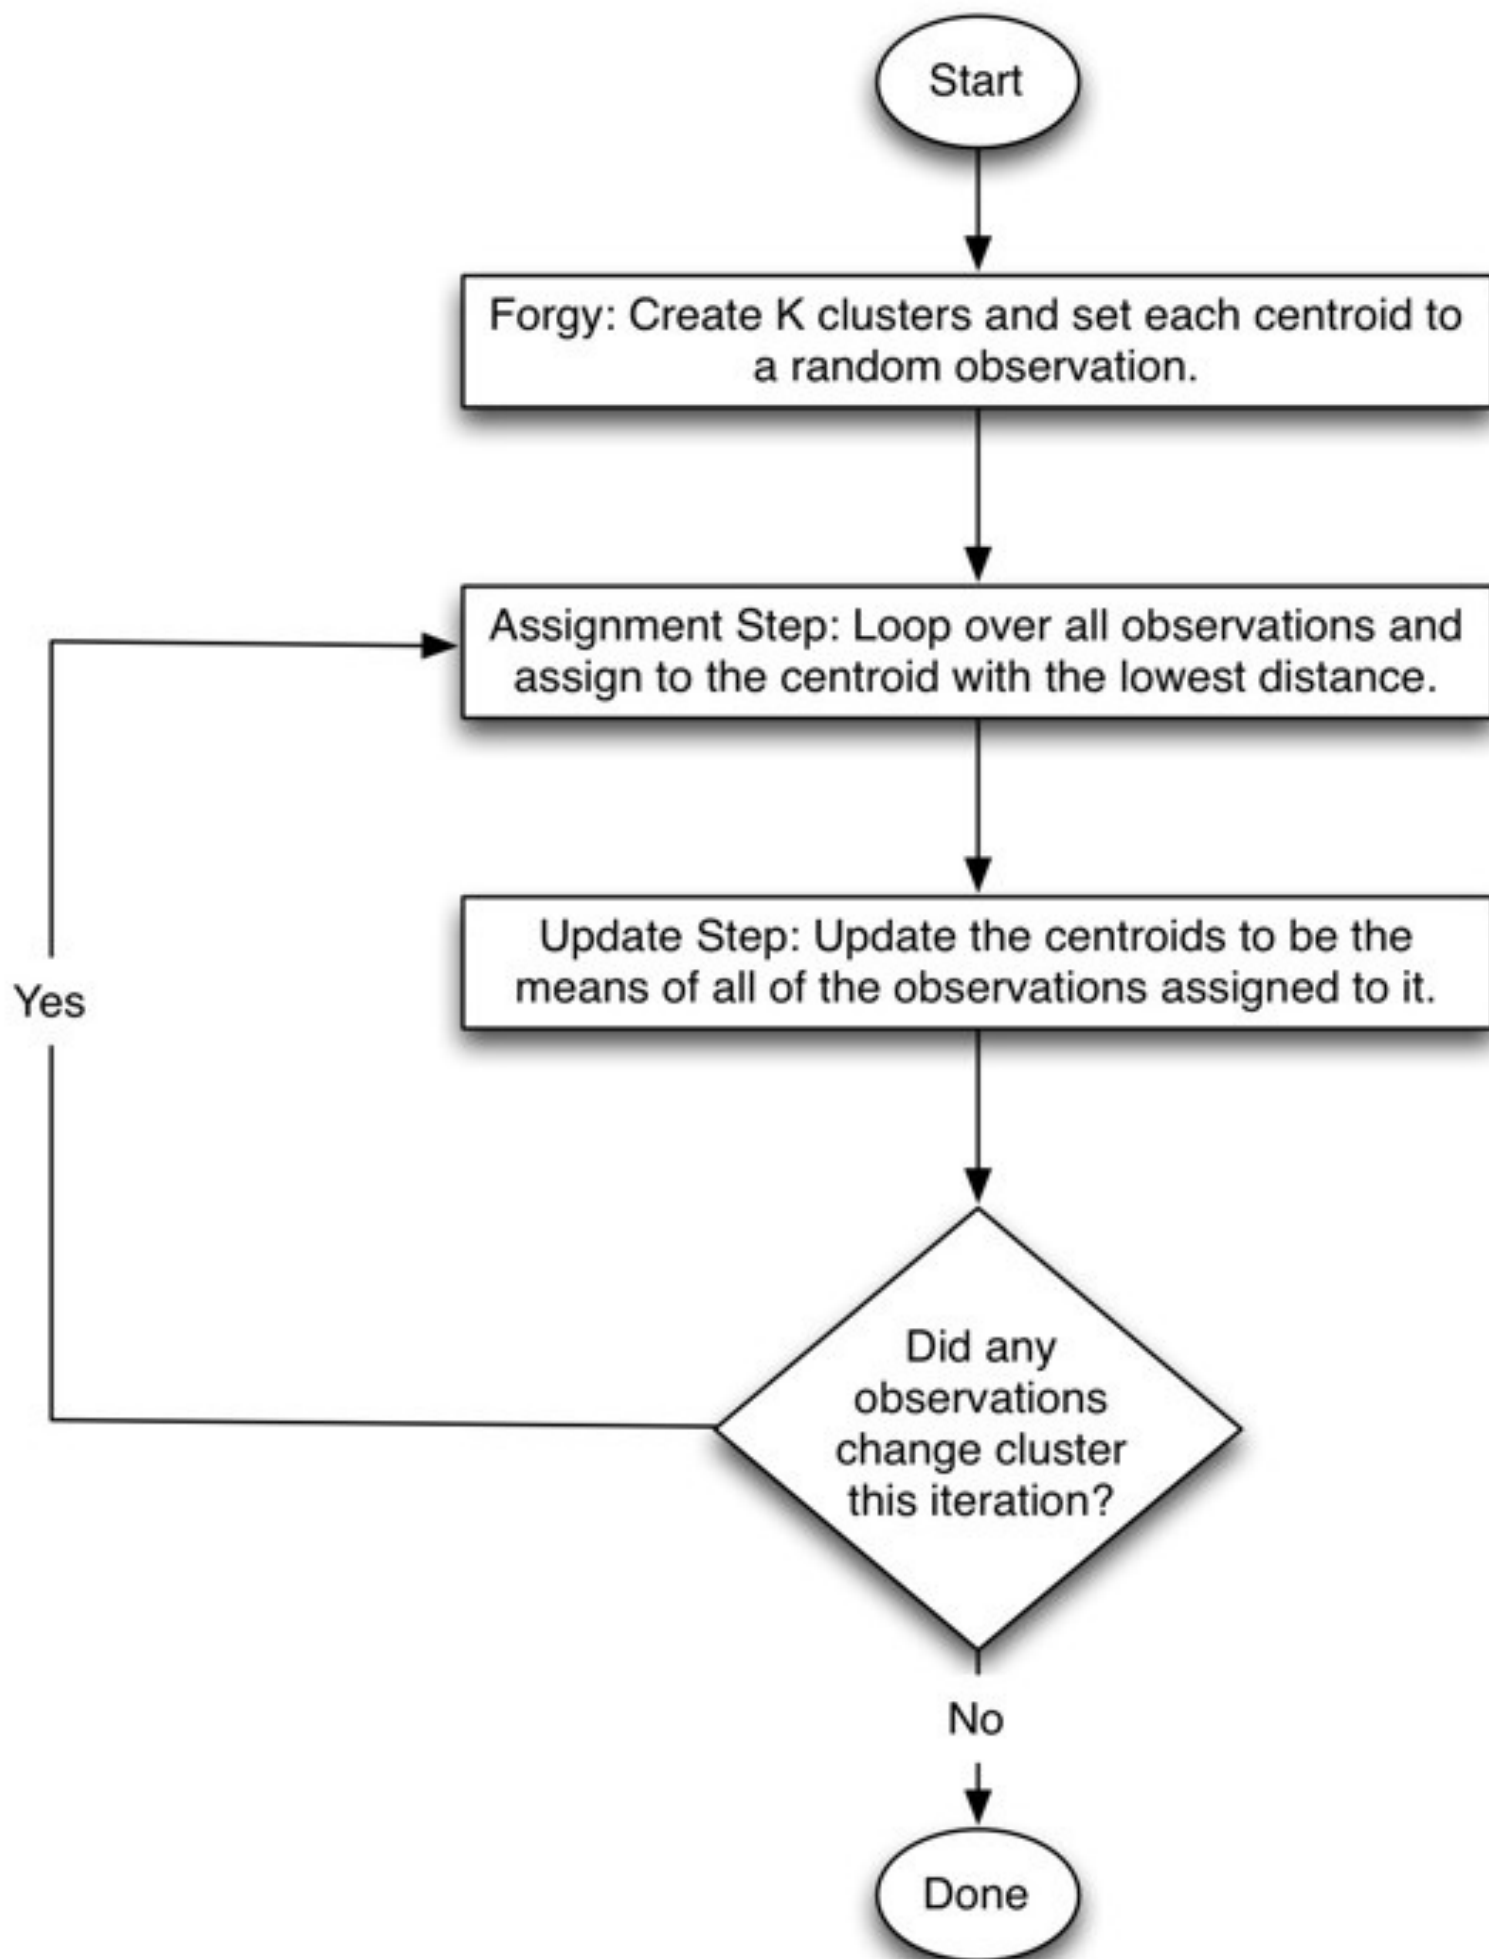 Start
Forgy: Create K clusters and set each centroid to
a random observation.
Assignment Step: Loop over all observations and
assign to the centroid with the lowest distance.
Update Step: Update the centroids to be the
means of all of the observations assigned to it.
Yes
Did any
observations
change cluster
this iteration?
No
Done